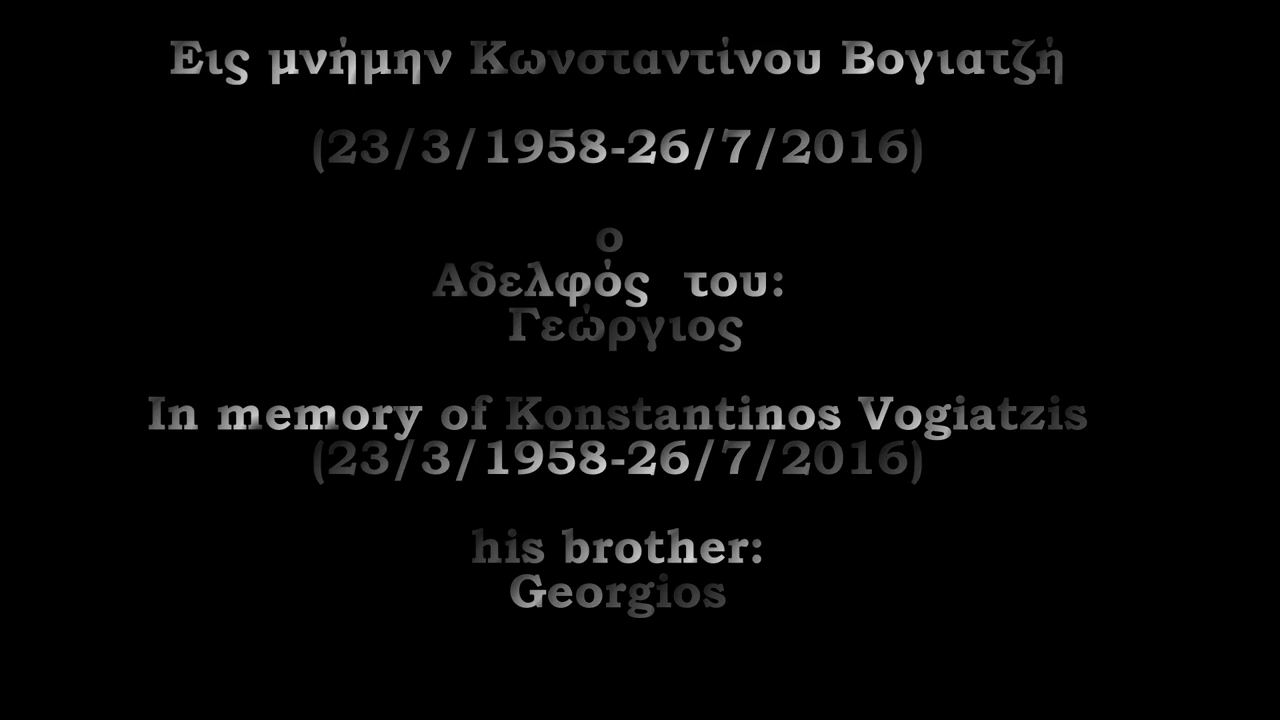 Εις μνήμην Κωνσταντίνου Βογιατζή
(23/3/1958-26/7/2016)
ο
Αδελφός του:
Γεώργιος
In memory of Konstantinos Vogiatzis
(23/3/1958-26/7/2016)
his brother:
Georgios